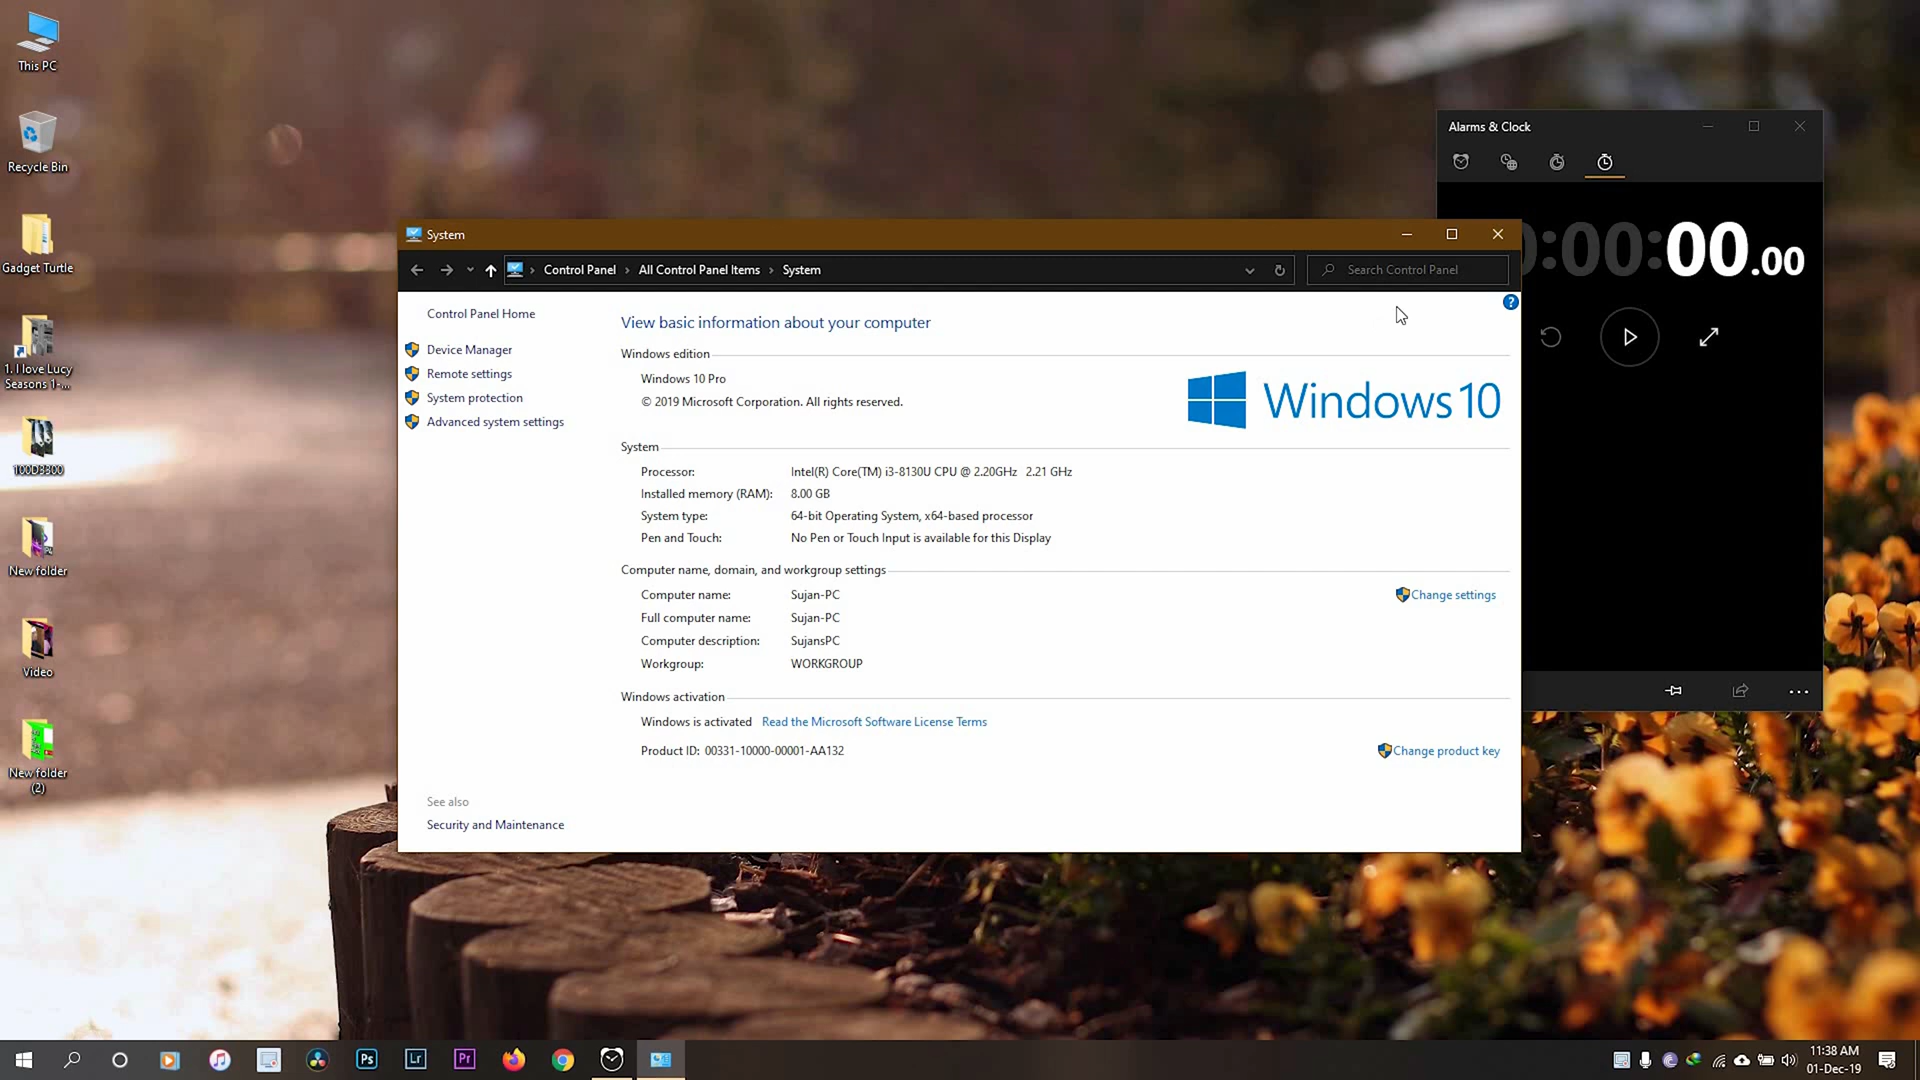 This PC
Recycle Bin
Gadget Turtle
1. I love Lucy
Seasons 1-...
100D3300
New folder
Video
New folder
(2)
Alarms & Clock
:00:00.00
System
Control Panel › All Control Panel Items › System
Search Control Panel
?
Control Panel Home
Device Manager
Remote settings
System protection
Advanced system settings
View basic information about your computer
Windows edition
Windows 10 Pro
© 2019 Microsoft Corporation. All rights reserved.
Windows 10
System
Processor: Intel(R) Core(TM) i3-8130U CPU @ 2.20GHz 2.21 GHz
Installed memory (RAM): 8.00 GB
System type: 64-bit Operating System, x64-based processor
Pen and Touch: No Pen or Touch Input is available for this Display
Computer name, domain, and workgroup settings
Computer name: Sujan-PC
Change settings
Full computer name: Sujan-PC
Computer description: SujansPC
Workgroup: WORKGROUP
Windows activation
Windows is activated Read the Microsoft Software License Terms
Product ID: 00331-10000-00001-AA132
Change product key
See also
Security and Maintenance
Ps
Lr
Pr
11:38 AM
01-Dec-19